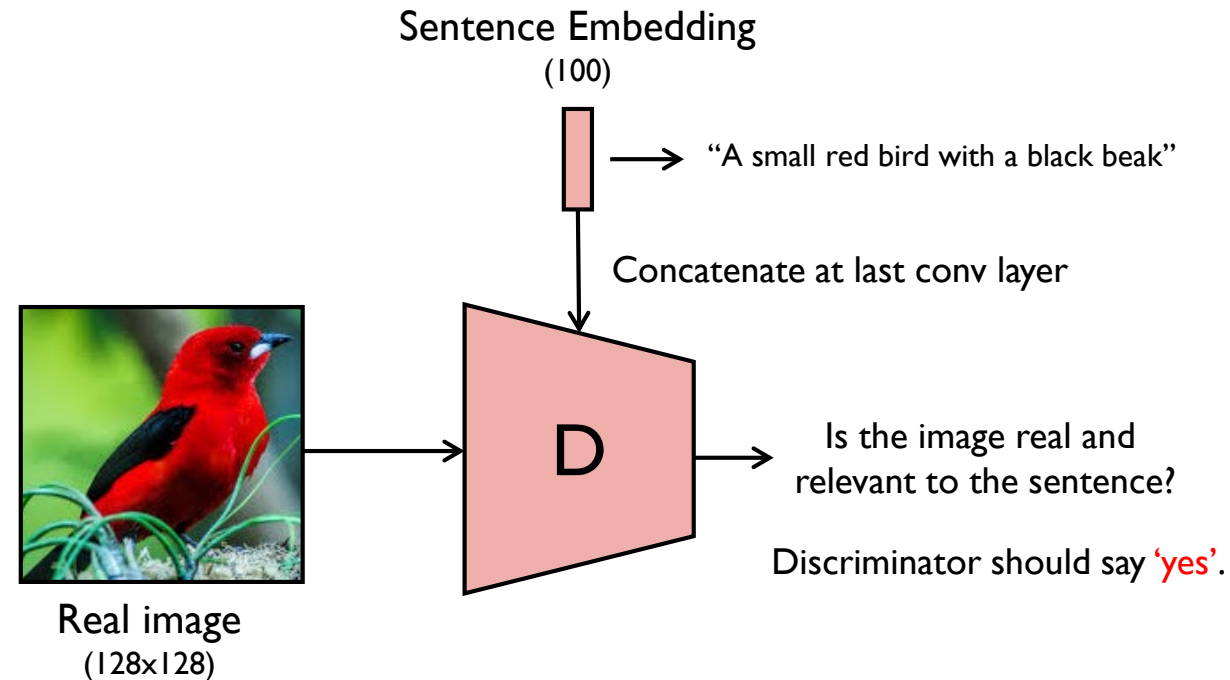 Sentence Embedding
(100)
“A small red bird with a black beak”
Concatenate at last conv layer
D
Is the image real and
relevant to the sentence?
Discriminator should say ‘yes’.
Real image
(128x128)